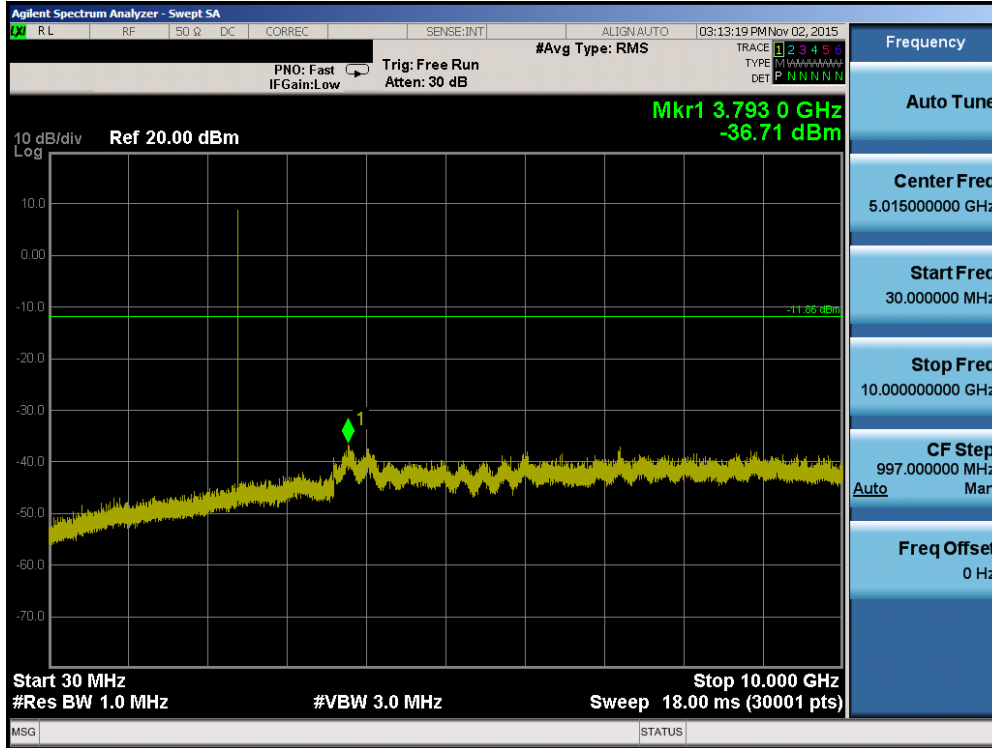 Agilent Spectrum Analyzer - Swept SA
LXI RL RF 50 Ω DC CORREC SENSE:INT ALIGN AUTO 03:13:19 PM Nov 02, 2015
#Avg Type: RMS TRACE 1 2 3 4 5 6
PNO: Fast Trig: Free Run TYPE M
IFGain:Low Atten: 30 dB DET P N N N N N
Mkr1 3.793 0 GHz
-36.71 dBm
10 dB/div Ref 20.00 dBm
Log
10.0
0.00
-10.0
-11.86 dBm
-20.0
-30.0
1
-40.0
-50.0
-60.0
-70.0
Start 30 MHz Stop 10.000 GHz
#Res BW 1.0 MHz #VBW 3.0 MHz Sweep 18.00 ms (30001 pts)
MSG STATUS
Frequency
Auto Tune
Center Freq
5.015000000 GHz
Start Freq
30.000000 MHz
Stop Freq
10.000000000 GHz
CF Step
997.000000 MHz
Auto Man
Freq Offset
0 Hz